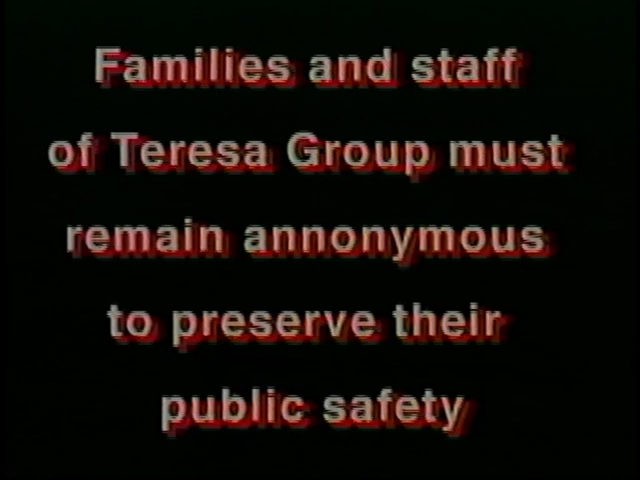 Families and staff
of Teresa Group must
remain annonymous
to preserve their
public safety